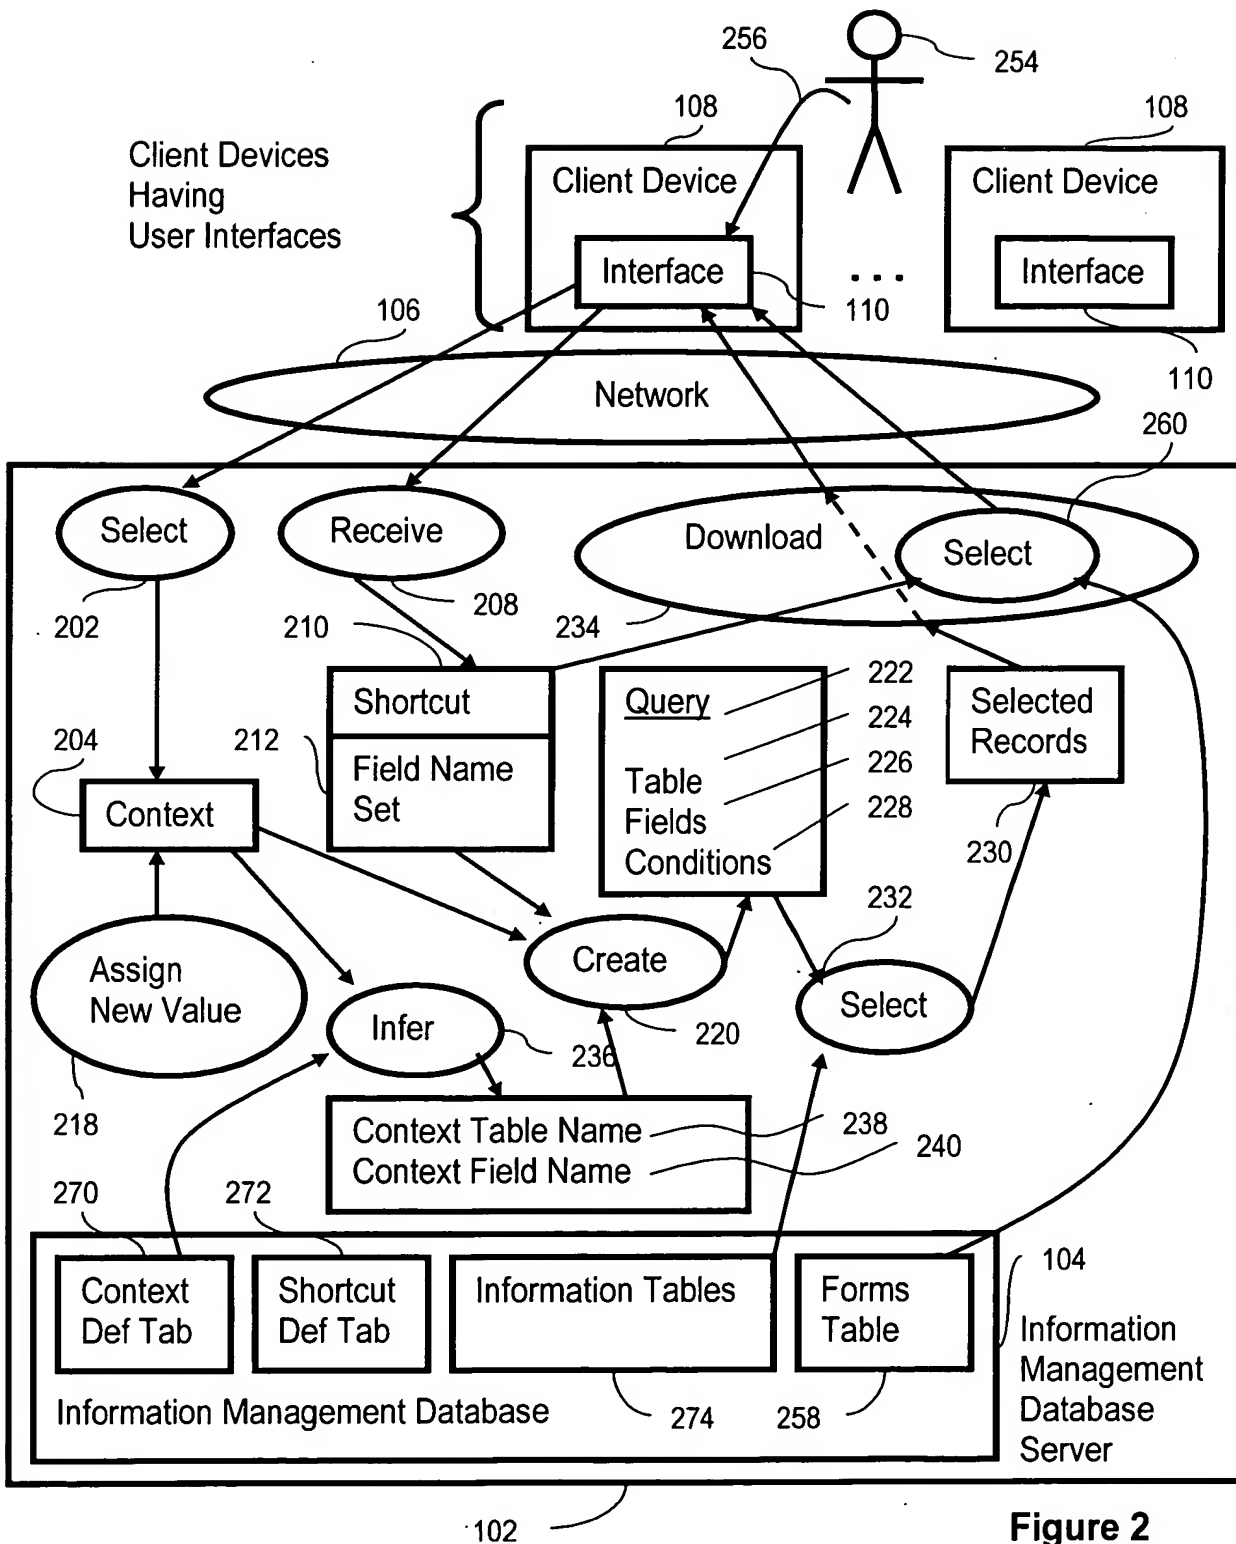 256
254
108
108
Client Devices
Having
User Interfaces
Client Device
Client Device
Interface
...
Interface
110
106
110
Network
260
Select
Receive
Download
Select
202
208
234
210
222
Shortcut
Query
224
Selected
Records
204
212
Field Name
Set
226
Table
Context
Fields
228
Conditions
230
232
Assign
New Value
Create
Infer
Select
236
220
218
Context Table Name
238
Context Field Name
240
270
272
Context
Def Tab
Shortcut
Def Tab
Information Tables
Forms
Table
104
Information
Management
Database
Server
Information Management Database
274
258
102
Figure 2